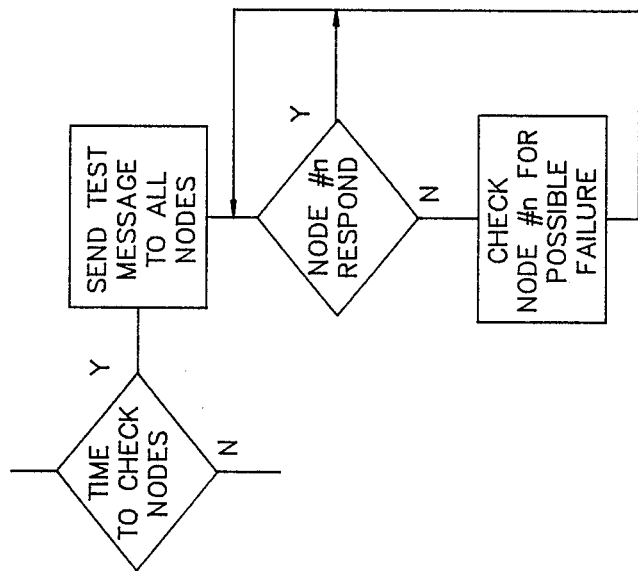 TIME
TO CHECK
NODES
Y
N
SEND TEST
MESSAGE
TO ALL
NODES
NODE #n
RESPOND
Y
N
CHECK
NODE #n FOR
POSSIBLE
FAILURE